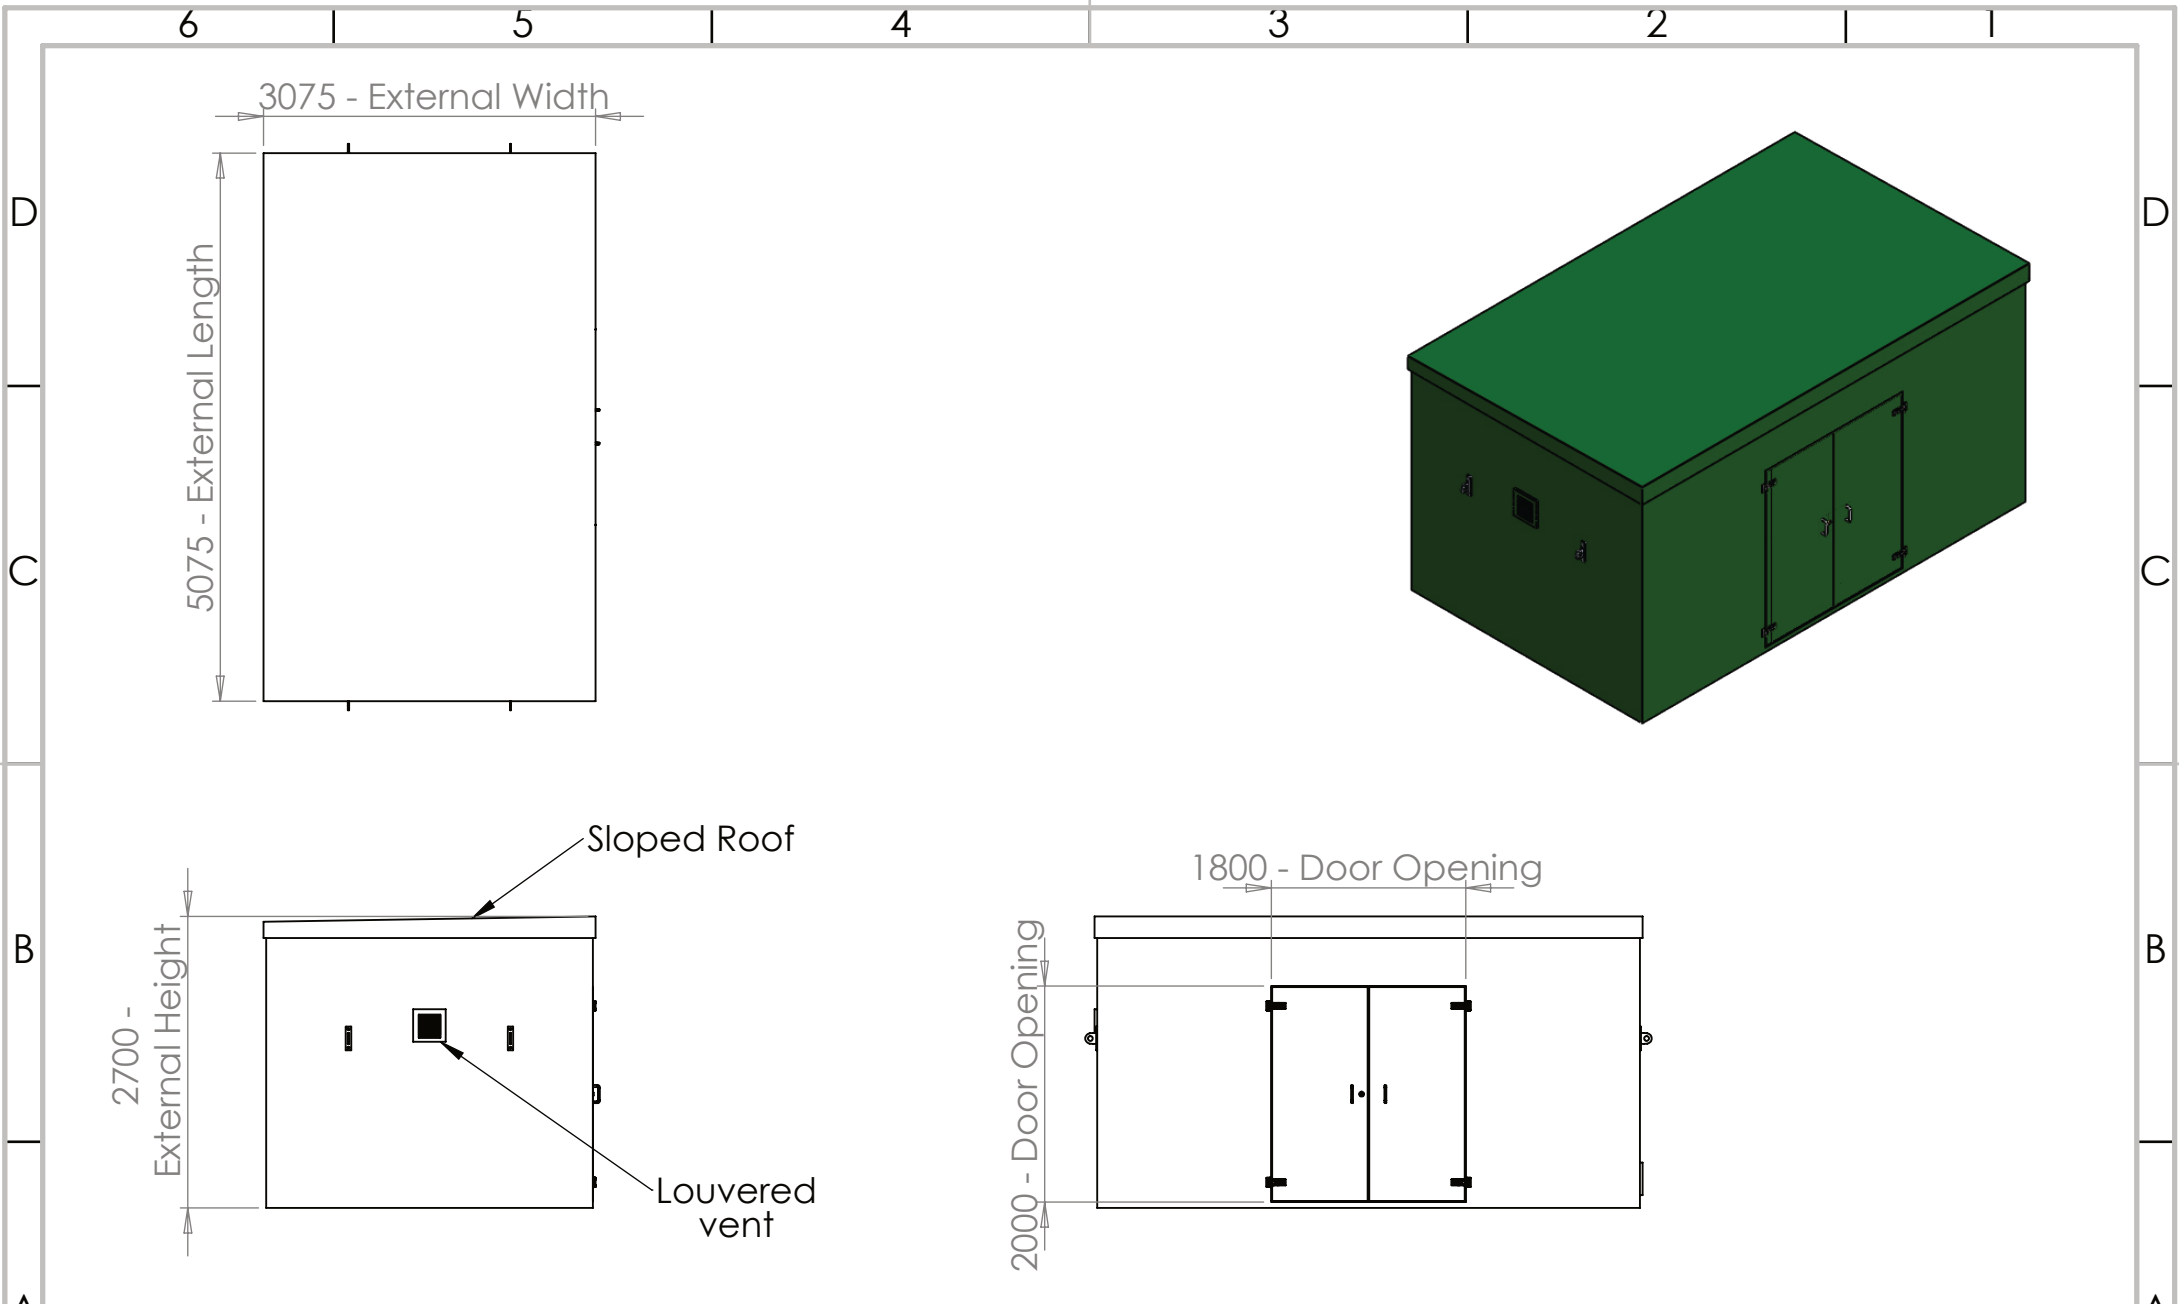 6 5 4 3 2 1
3075 - External Width
D D
5075 - External Length
C C
Sloped Roof
1800 - Door Opening
B B
2700 -
External Height
2000 - Door Opening
Louvered
vent
A A